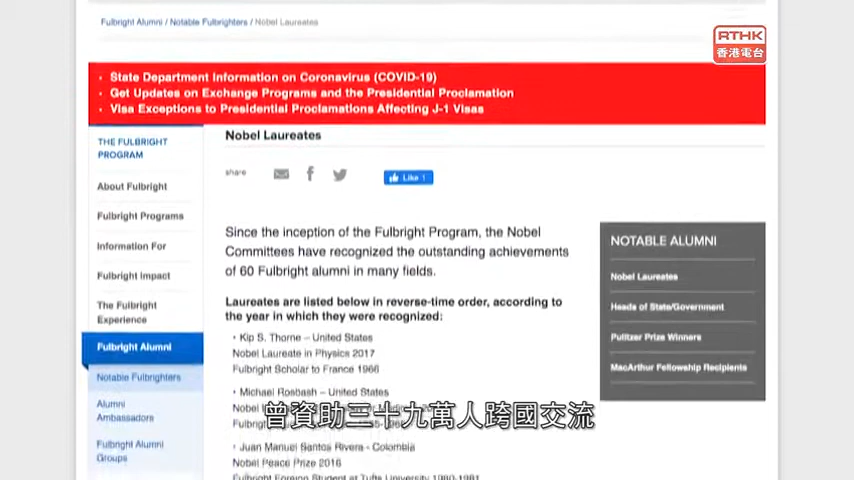 Fulbright Alumni / Notable Fulbrighters / Nobel Laureates
RTHK
香港電台
• State Department Information on Coronavirus (COVID-19)
• Get Updates on Exchange Programs and the Presidential Proclamation
• Visa Exceptions to Presidential Proclamations Affecting J-1 Visas
THE FULBRIGHT
PROGRAM
About Fulbright
Fulbright Programs
Information For
Fulbright Impact
The Fulbright
Experience
Fulbright Alumni
Notable Fulbrighters
Alumni
Ambassadors
Fulbright Alumni
Groups
Nobel Laureates
share
Like 1
Since the inception of the Fulbright Program, the Nobel
Committees have recognized the outstanding achievements
of 60 Fulbright alumni in many fields.
Laureates are listed below in reverse-time order, according to
the year in which they were recognized:
• Kip S. Thorne – United States
Nobel Laureate in Physics 2017
Fulbright Scholar to France 1966
• Michael Rosbash – United States
曾資助三十九萬人跨國交流
• Juan Manuel Santos Rivera - Colombia
Nobel Peace Prize 2016
Fulbright Foreign Student at Tufts University 1980-1981
NOTABLE ALUMNI
Nobel Laureates
Heads of State/Government
Pulitzer Prize Winners
MacArthur Fellowship Recipients